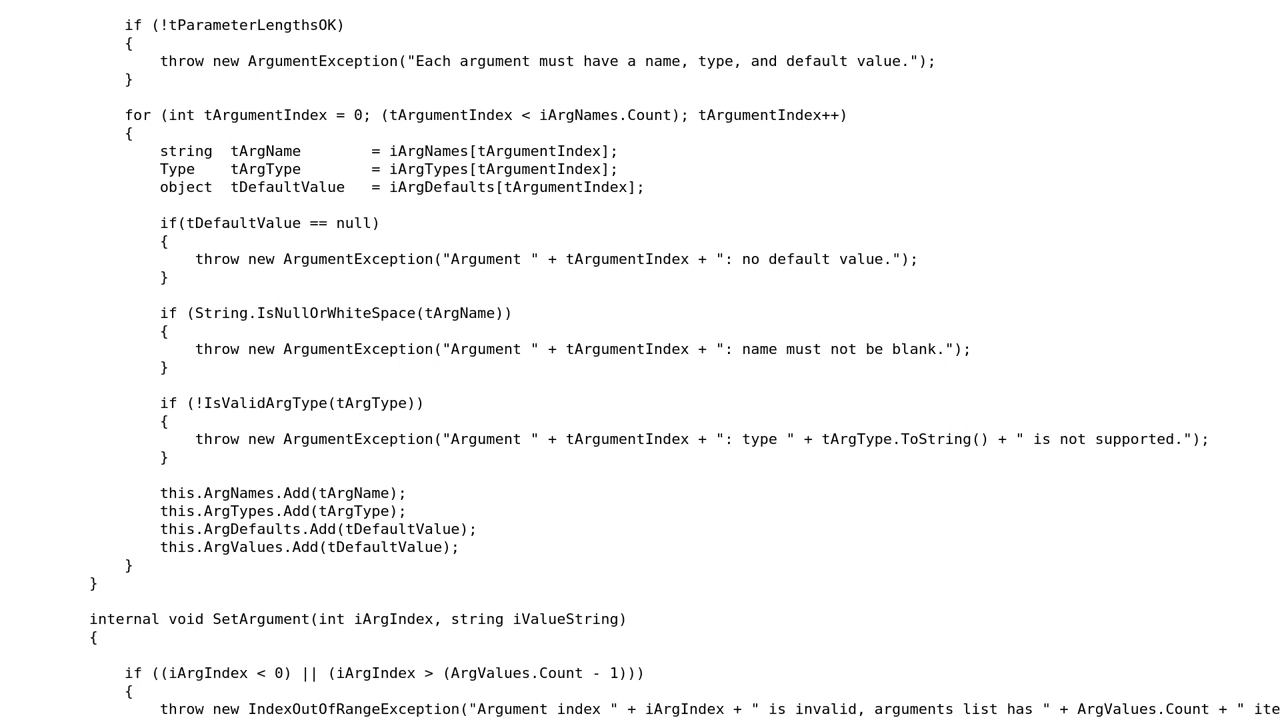 if (!tParameterLengthsOK)
{
throw new ArgumentException("Each argument must have a name, type, and default value.");
}
for (int tArgumentIndex = 0; (tArgumentIndex < iArgNames.Count); tArgumentIndex++)
{
string  tArgName        = iArgNames[tArgumentIndex];
Type    tArgType        = iArgTypes[tArgumentIndex];
object  tDefaultValue   = iArgDefaults[tArgumentIndex];
if(tDefaultValue == null)
{
throw new ArgumentException("Argument " + tArgumentIndex + ": no default value.");
}
if (String.IsNullOrWhiteSpace(tArgName))
{
throw new ArgumentException("Argument " + tArgumentIndex + ": name must not be blank.");
}
if (!IsValidArgType(tArgType))
{
throw new ArgumentException("Argument " + tArgumentIndex + ": type " + tArgType.ToString() + " is not supported.");
}
this.ArgNames.Add(tArgName);
this.ArgTypes.Add(tArgType);
this.ArgDefaults.Add(tDefaultValue);
this.ArgValues.Add(tDefaultValue);
}
}
internal void SetArgument(int iArgIndex, string iValueString)
{
if ((iArgIndex < 0) || (iArgIndex > (ArgValues.Count - 1)))
{
throw new IndexOutOfRangeException("Argument index " + iArgIndex + " is invalid, arguments list has " + ArgValues.Count + " ite